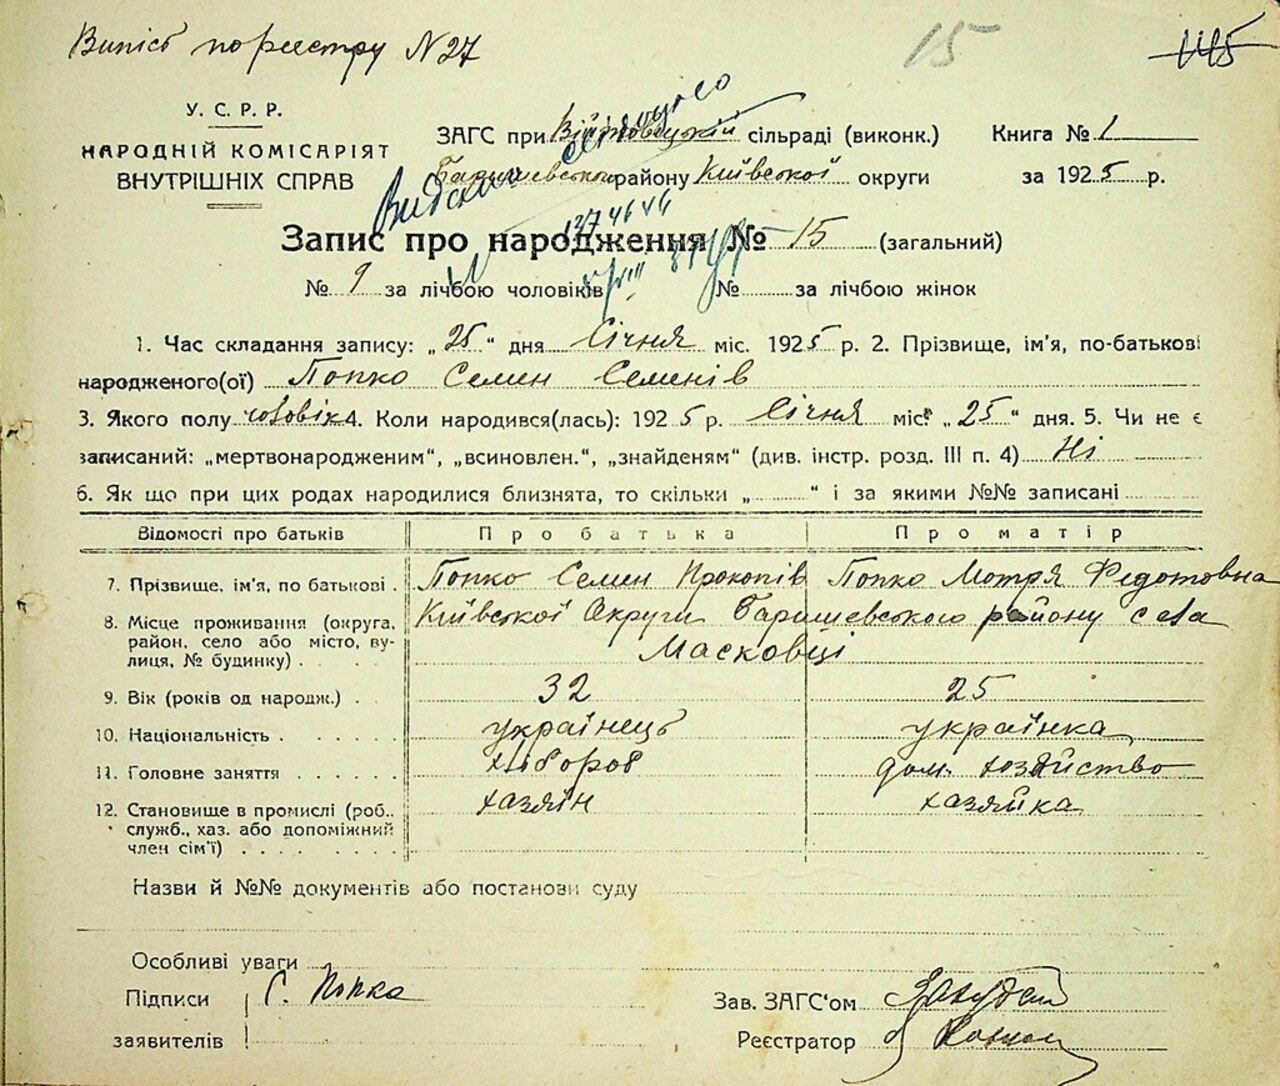 Випісь по реєстру N 27
15
145
У. С. Р. Р.
НАРОДНІЙ КОМІСАРІЯТ
ВНУТРІШНІХ СПРАВ
ЗАГС при Війтовецкій сільраді (виконк.)
Баришевського району Київської округи
Книга № 1
за 1925 р.
Запис про народження № 15 (загальний)
№ 9 за лічбою чоловіків № за лічбою жінок
1. Час складання запису: „25“ дня Січня міс. 1925 р. 2. Прізвище, ім'я, по-батькові
народженого(ої) Попко Семен Семенів
3. Якого полу чоловік 4. Коли народився(лась): 1925 р. Січня міс. „25“ дня. 5. Чи не є
записаний: „мертвонародженим“, „всиновлен.“, „знайденям“ (див. інстр. розд. III п. 4) Ні
6. Як що при цих родах народилися близнята, то скільки „ “ і за якими №№ записані
Відомості про батьків Про батька Про матір
7. Прізвище, ім'я, по батькові . Попко Семен Прокопів Попко Мотря Федотовна
8. Місце проживання (округа, район, село або місто, вулиця, № будинку) . Київської Округи Баришевського району села
Масковці
9. Вік (років од народж.) . 32 25
10. Національність . українець українка
11. Головне заняття . хлібороб дом. хозяйство
12. Становище в промислі (роб., служб., хаз. або допоміжний член сім'ї) . хазяїн хазяйка
Назви й №№ документів або постанови суду
Особливі уваги
Підписи С. Попка
заявителів
Зав. ЗАГС'ом
Реєстратор